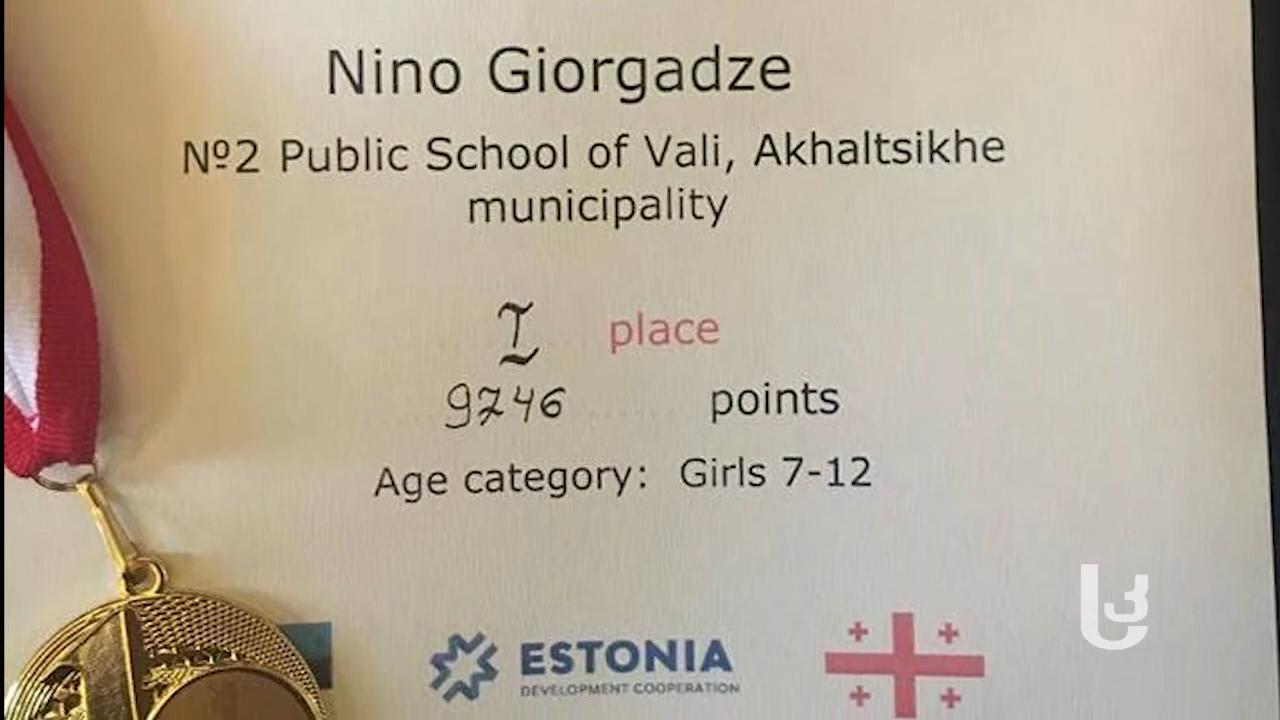 Nino Giorgadze
№2 Public School of Vali, Akhaltsikhe
municipality
I place
9746 points
Age category: Girls 7-12
ESTONIA
DEVELOPMENT COOPERATION